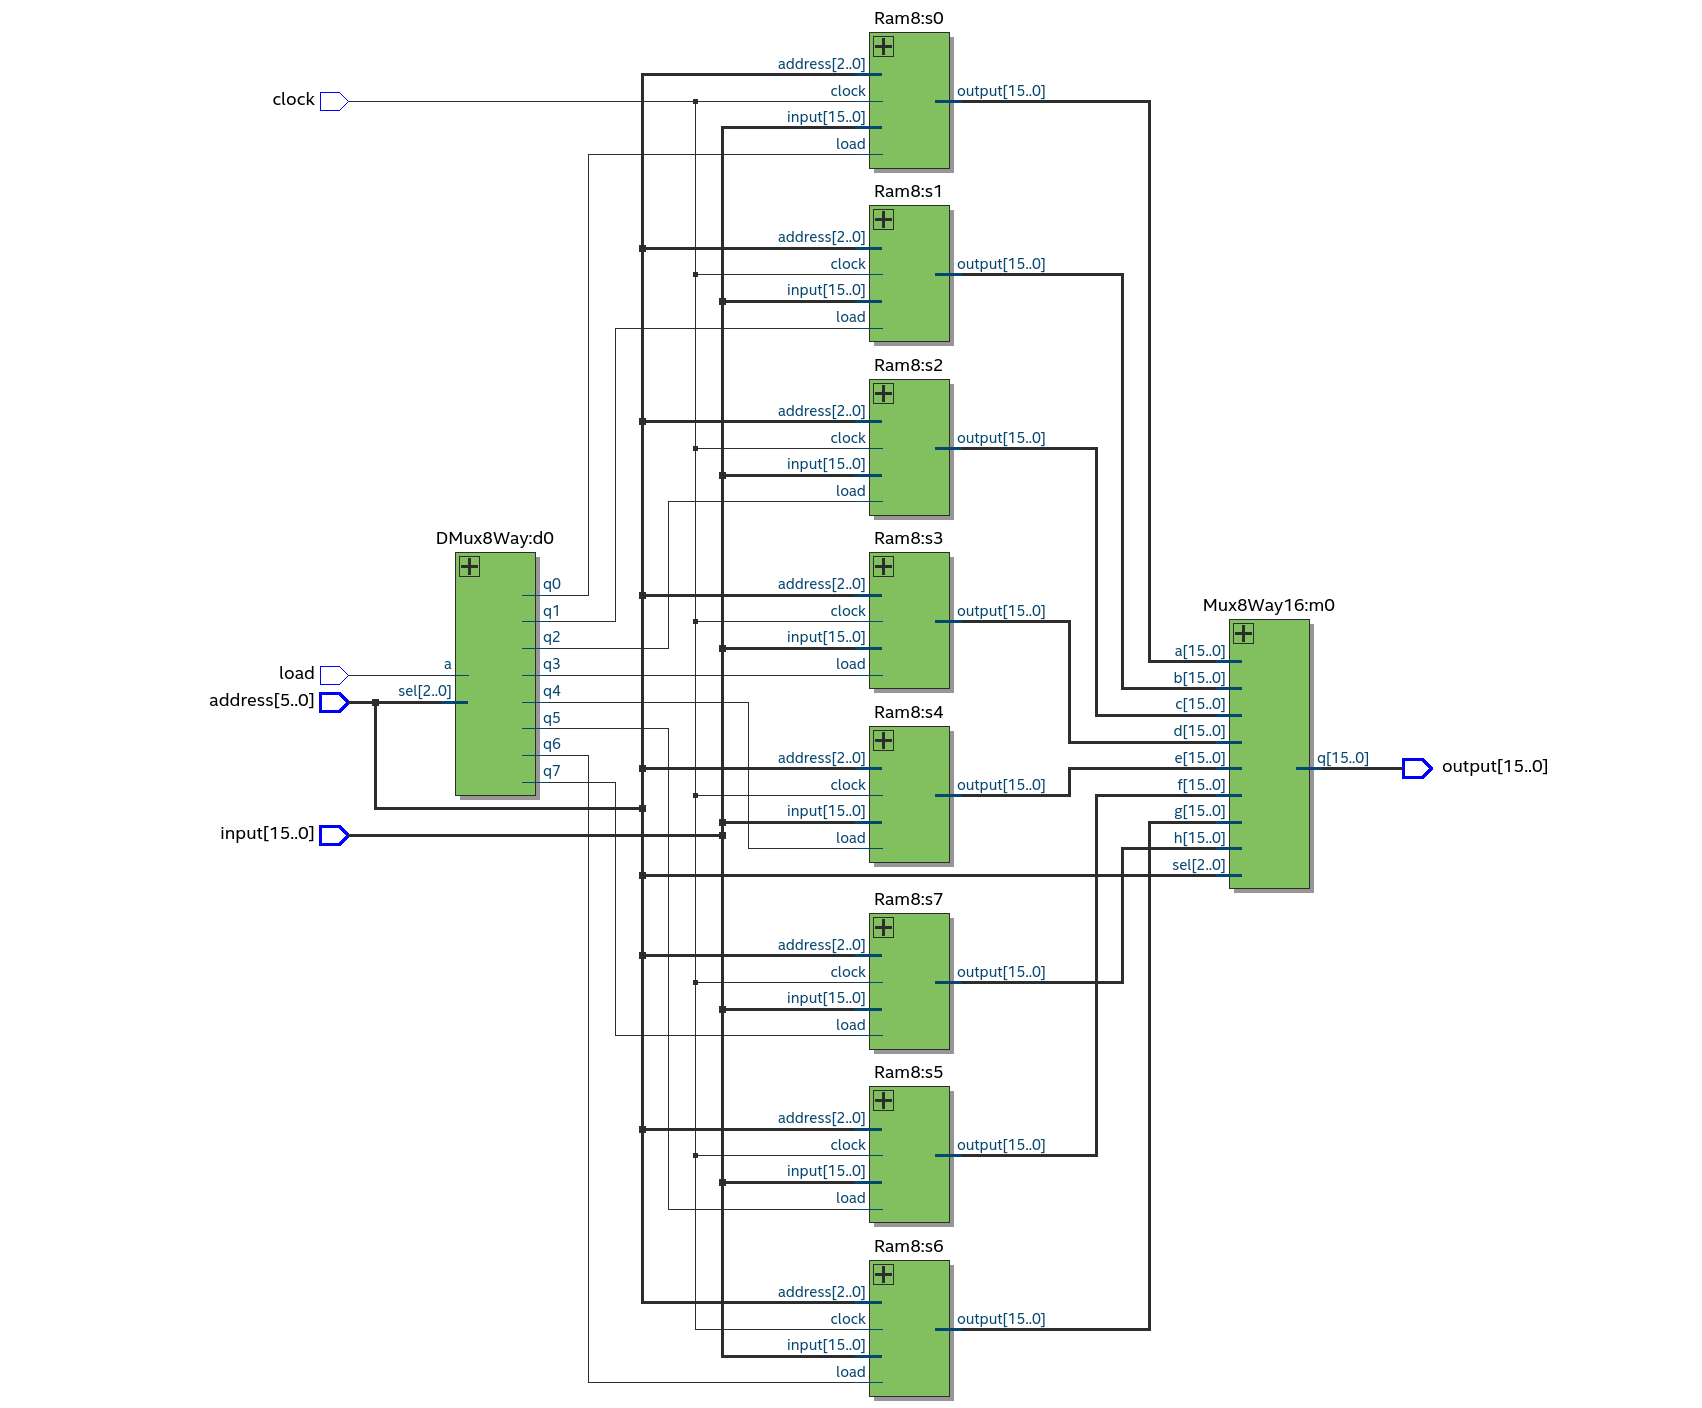 clock
load
address[5..0]
input[15..0]
DMux8Way:d0
a
sel[2..0]
q0
q1
q2
q3
q4
q5
q6
q7
Ram8:s0
address[2..0]
clock
input[15..0]
load
output[15..0]
Ram8:s1
address[2..0]
clock
input[15..0]
load
output[15..0]
Ram8:s2
address[2..0]
clock
input[15..0]
load
output[15..0]
Ram8:s3
address[2..0]
clock
input[15..0]
load
output[15..0]
Ram8:s4
address[2..0]
clock
input[15..0]
load
output[15..0]
Ram8:s7
address[2..0]
clock
input[15..0]
load
output[15..0]
Ram8:s5
address[2..0]
clock
input[15..0]
load
output[15..0]
Ram8:s6
address[2..0]
clock
input[15..0]
load
output[15..0]
Mux8Way16:m0
a[15..0]
b[15..0]
c[15..0]
d[15..0]
e[15..0]
f[15..0]
g[15..0]
h[15..0]
sel[2..0]
q[15..0]
output[15..0]